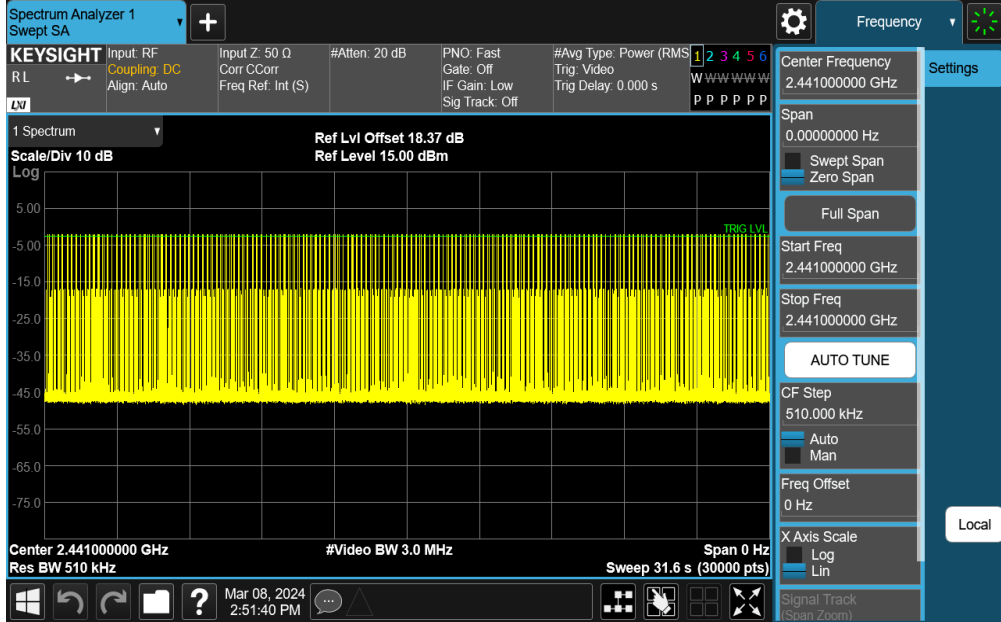 Spectrum Analyzer 1
Swept SA
Frequency
KEYSIGHT
RL
LXI
Input: RF
Coupling: DC
Align: Auto
Input Z: 50 Ω
Corr CCorr
Freq Ref: Int (S)
#Atten: 20 dB
PNO: Fast
Gate: Off
IF Gain: Low
Sig Track: Off
#Avg Type: Power (RMS
Trig: Video
Trig Delay: 0.000 s
1 2 3 4 5 6
W W W W W W
P P P P P P
1 Spectrum
Scale/Div 10 dB
Ref Lvl Offset 18.37 dB
Ref Level 15.00 dBm
Log
5.00
-5.00
-15.0
-25.0
-35.0
-45.0
-55.0
-65.0
-75.0
TRIG LVL
Center 2.441000000 GHz
Res BW 510 kHz
#Video BW 3.0 MHz
Span 0 Hz
Sweep 31.6 s (30000 pts)
Mar 08, 2024
2:51:40 PM
Center Frequency
2.441000000 GHz
Span
0.00000000 Hz
Swept Span
Zero Span
Full Span
Start Freq
2.441000000 GHz
Stop Freq
2.441000000 GHz
AUTO TUNE
CF Step
510.000 kHz
Auto
Man
Freq Offset
0 Hz
X Axis Scale
Log
Lin
Signal Track
(Span Zoom)
Settings
Local